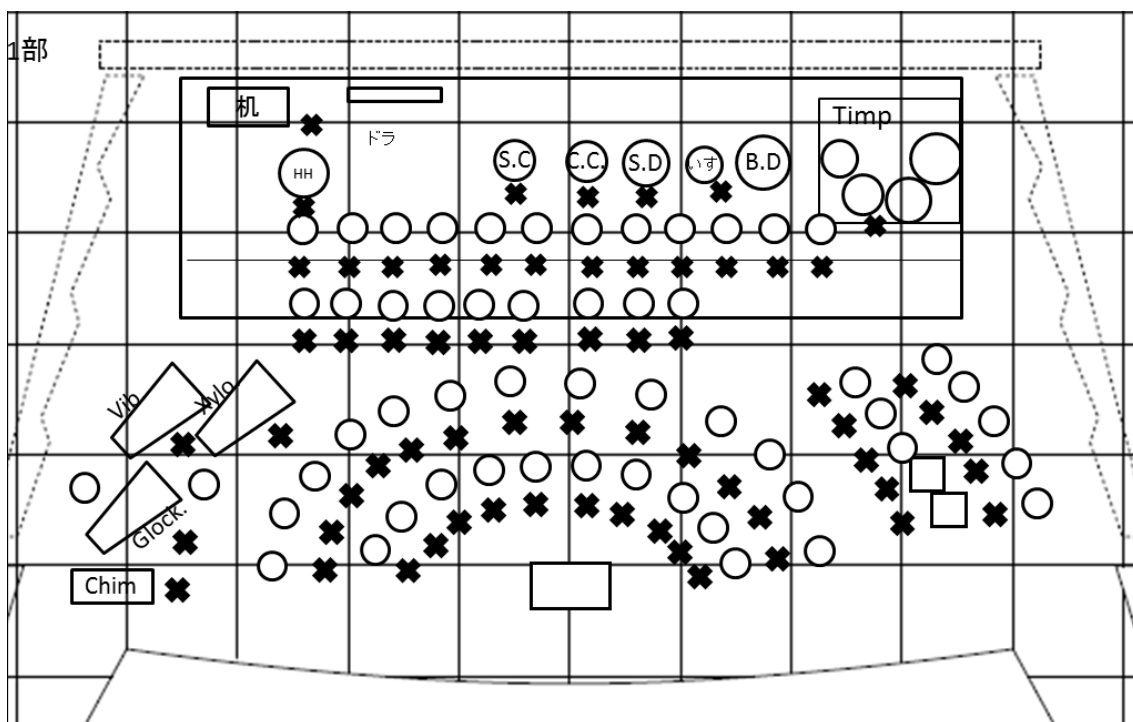 1部
机
ドラ
Timp
HH
S.C
C.C.
S.D
いす
B.D
Vib
Xylo
Glock.
Chim